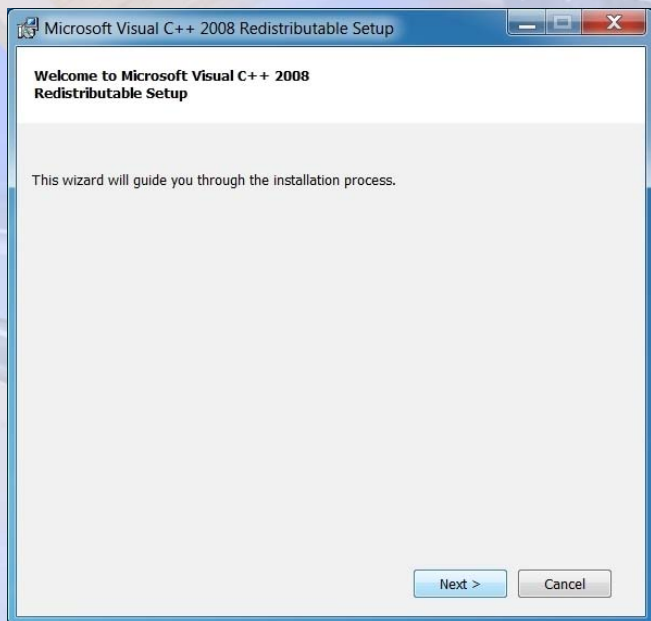 Microsoft Visual C++ 2008 Redistributable Setup
Welcome to Microsoft Visual C++ 2008
Redistributable Setup
This wizard will guide you through the installation process.
Next > Cancel